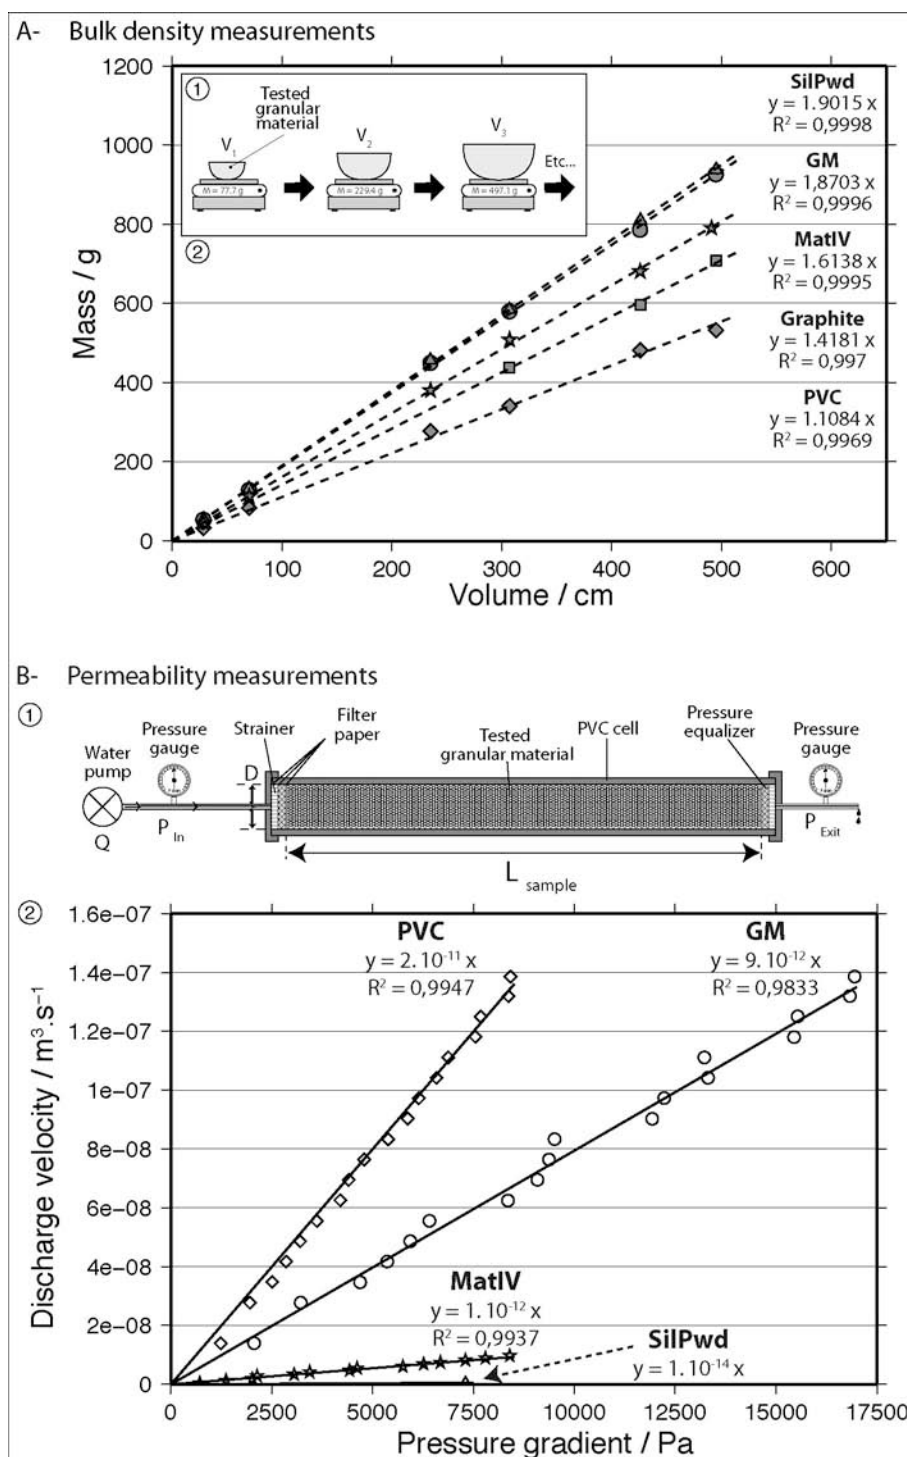 A- Bulk density measurements
1200
1000
800
600
400
200
0
Mass / g
①
Tested
granular
material
V1
V2
V3
Etc...
M = 77.7 g
M = 229.4 g
M = 497.1 g
②
SilPwd
y = 1.9015 x
R² = 0,9998
GM
y = 1,8703 x
R² = 0,9996
MatIV
y = 1.6138 x
R² = 0,9995
Graphite
y = 1.4181 x
R² = 0,997
PVC
y = 1.1084 x
R² = 0,9969
0 100 200 300 400 500 600
Volume / cm
B- Permeability measurements
①
Water
pump
Pressure
gauge
Strainer
Filter
paper
Tested
granular material
PVC cell
Pressure
equalizer
Pressure
gauge
D
Q
P In
P Exit
L sample
②
1.6e−07
1.4e−07
1.2e−07
1e−07
8e−08
6e−08
4e−08
2e−08
0
Discharge velocity / m³.s⁻¹
PVC
y = 2.10⁻¹¹ x
R² = 0,9947
GM
y = 9.10⁻¹² x
R² = 0,9833
MatIV
y = 1.10⁻¹² x
R² = 0,9937
SilPwd
y = 1.10⁻¹⁴ x
0 2500 5000 7500 10000 12500 15000 17500
Pressure gradient / Pa